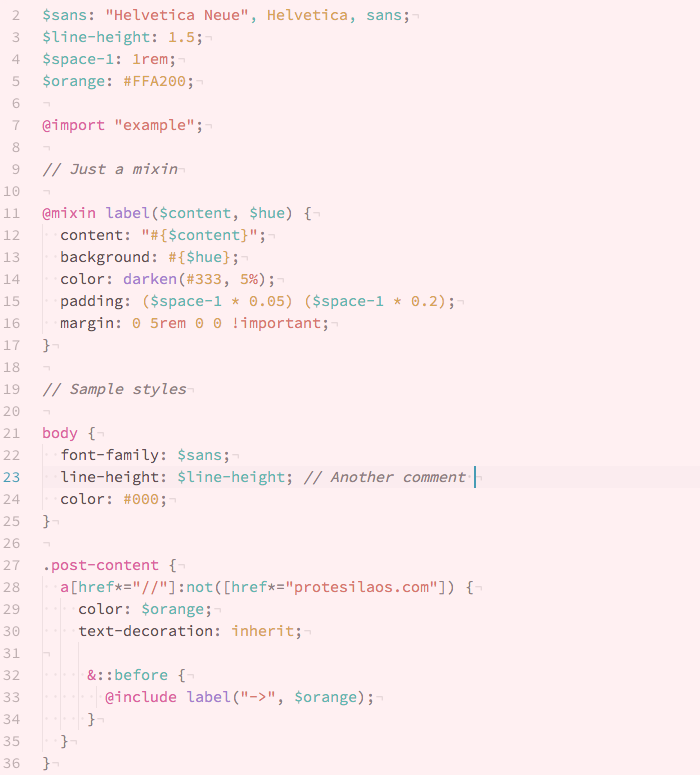 2 $sans: "Helvetica Neue", Helvetica, sans;¬
3 $line-height: 1.5;¬
4 $space-1: 1rem;¬
5 $orange: #FFA200;¬
6 ¬
7 @import "example";¬
8 ¬
9 // Just a mixin¬
10 ¬
11 @mixin label($content, $hue) {¬
12 ··content: "#{$content}";¬
13 ··background: #{$hue};¬
14 ··color: darken(#333, 5%);¬
15 ··padding: ($space-1 * 0.05) ($space-1 * 0.2);¬
16 ··margin: 0 5rem 0 0 !important;¬
17 }¬
18 ¬
19 // Sample styles¬
20 ¬
21 body {¬
22 ··font-family: $sans;¬
23 ··line-height: $line-height; // Another comment·¬
24 ··color: #000;¬
25 }¬
26 ¬
27 .post-content {¬
28 ··a[href*="//"]:not([href*="protesilaos.com"]) {¬
29 ····color: $orange;¬
30 ····text-decoration: inherit;¬
31 ¬
32 ·····&::before {¬
33 ·······@include label("->", $orange);¬
34 ·····}¬
35 ··}¬
36 }¬